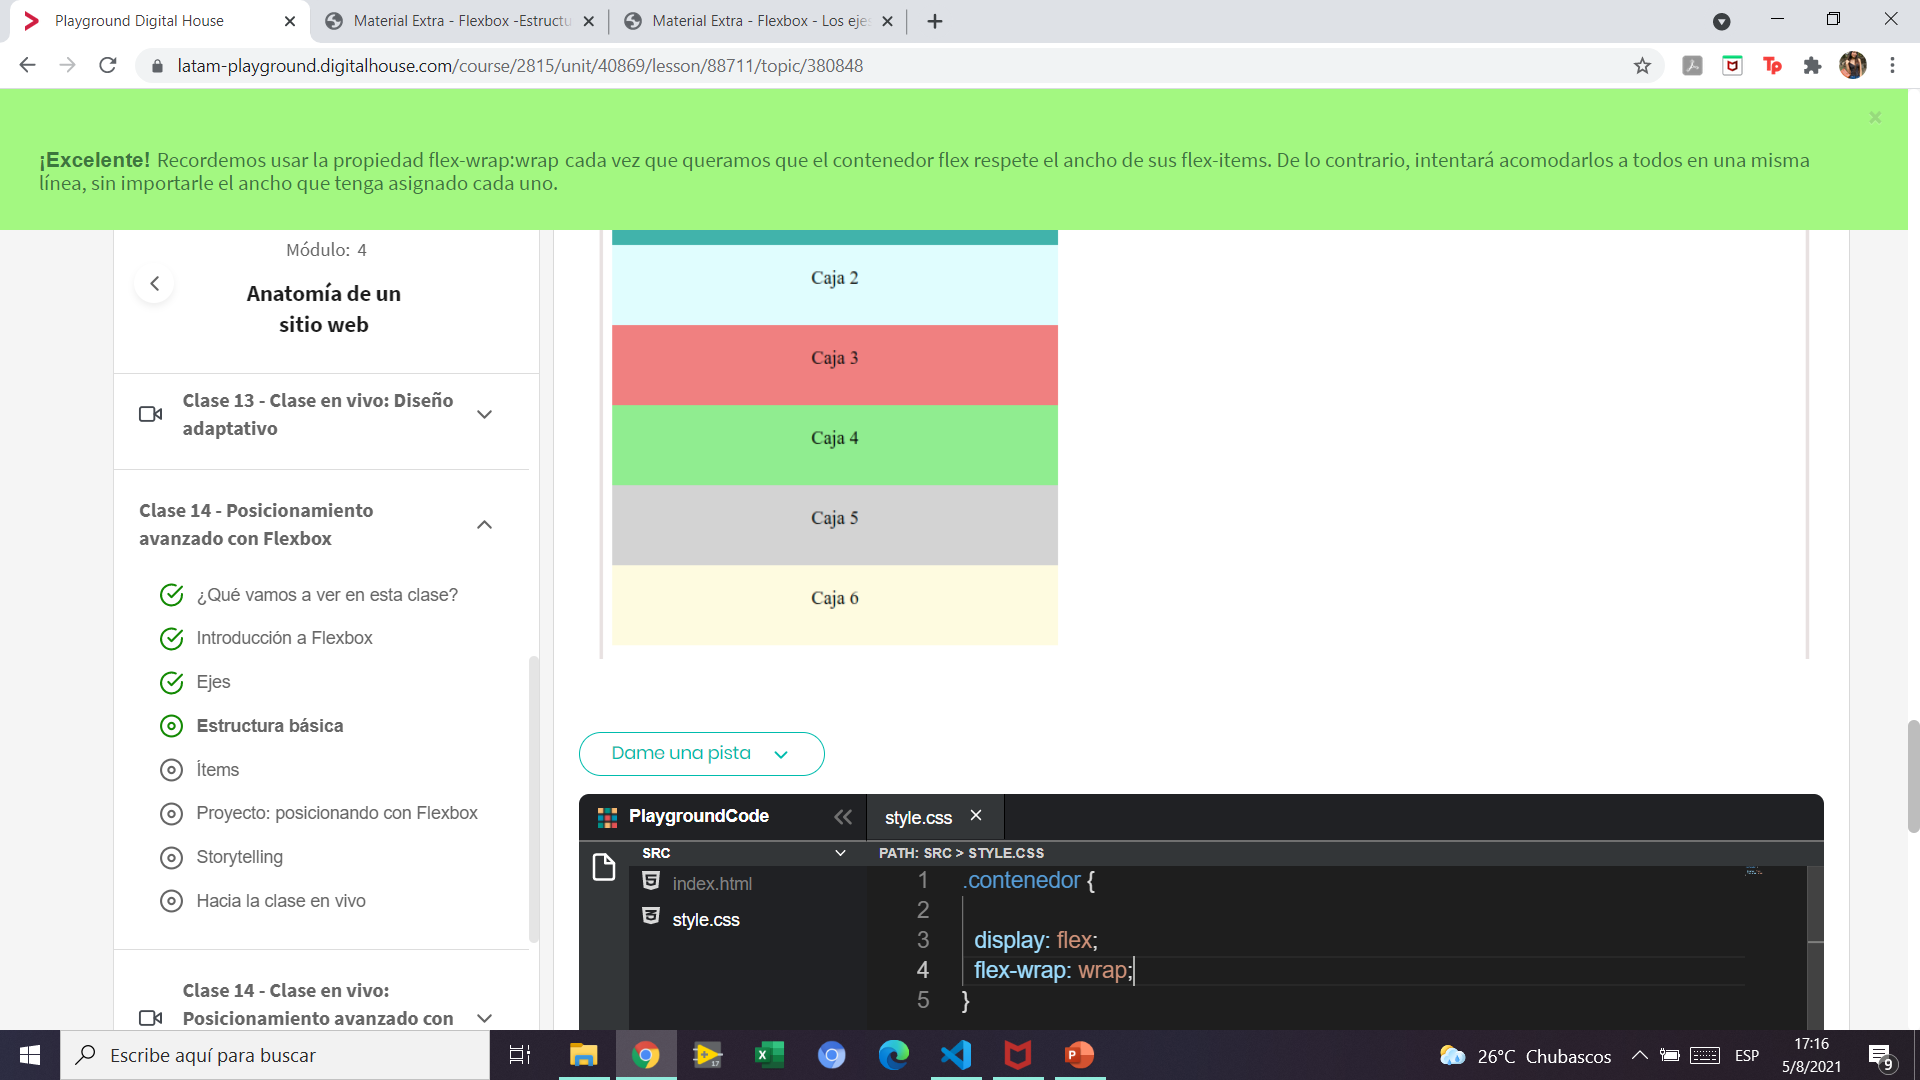 Playground Digital House
Material Extra - Flexbox -Estructu
Material Extra - Flexbox - Los ejes
latam-playground.digitalhouse.com/course/2815/unit/40869/lesson/88711/topic/380848
¡Excelente! Recordemos usar la propiedad flex-wrap:wrap cada vez que queramos que el contenedor flex respete el ancho de sus flex-items. De lo contrario, intentará acomodarlos a todos en una misma
línea, sin importarle el ancho que tenga asignado cada uno.
Módulo: 4
Anatomía de un
sitio web
Clase 13 - Clase en vivo: Diseño
adaptativo
Clase 14 - Posicionamiento
avanzado con Flexbox
¿Qué vamos a ver en esta clase?
Introducción a Flexbox
Ejes
Estructura básica
Ítems
Proyecto: posicionando con Flexbox
Storytelling
Hacia la clase en vivo
Clase 14 - Clase en vivo:
Posicionamiento avanzado con
Caja 2
Caja 3
Caja 4
Caja 5
Caja 6
Dame una pista
PlaygroundCode
style.css
SRC
PATH: SRC > STYLE.CSS
index.html
style.css
1 .contenedor {
2
3 display: flex;
4 flex-wrap: wrap;
5 }
Escribe aquí para buscar
26°C Chubascos
ESP
17:16
5/8/2021
9